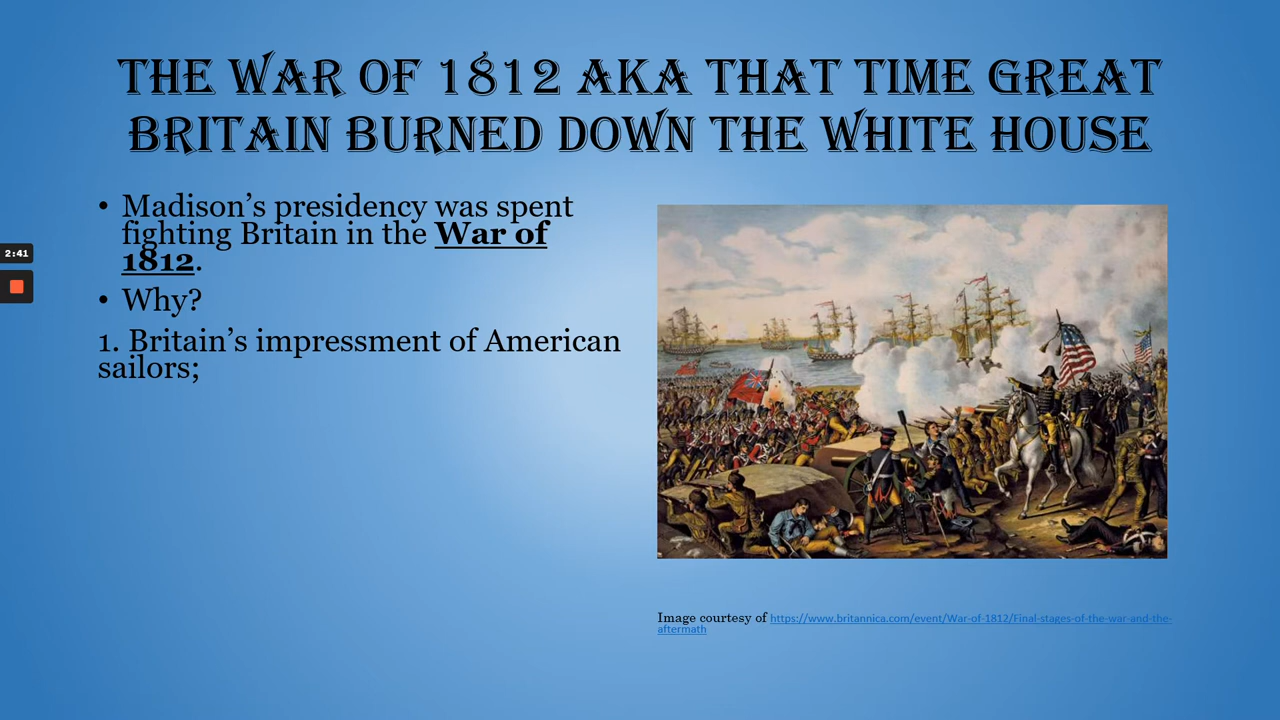 THE WAR OF 1812 AKA THAT TIME GREAT
BRITAIN BURNED DOWN THE WHITE HOUSE
• Madison's presidency was spent
fighting Britain in the War of
1812.
• Why?
1. Britain's impressment of American
sailors;
2:41
Image courtesy of https://www.britannica.com/event/War-of-1812/Final-stages-of-the-war-and-the-
aftermath